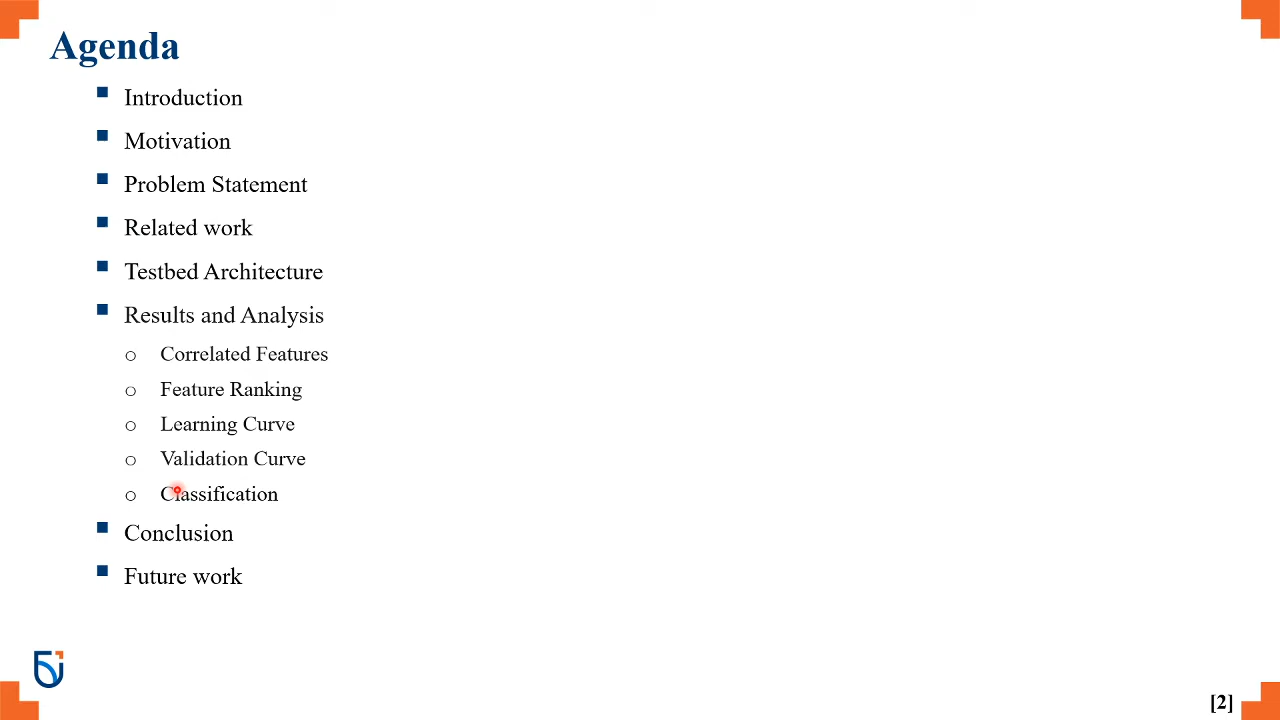 Agenda
Introduction
Motivation
Problem Statement
Related work
Testbed Architecture
Results and Analysis
Correlated Features
Feature Ranking
Learning Curve
Validation Curve
Classification
Conclusion
Future work
[2]